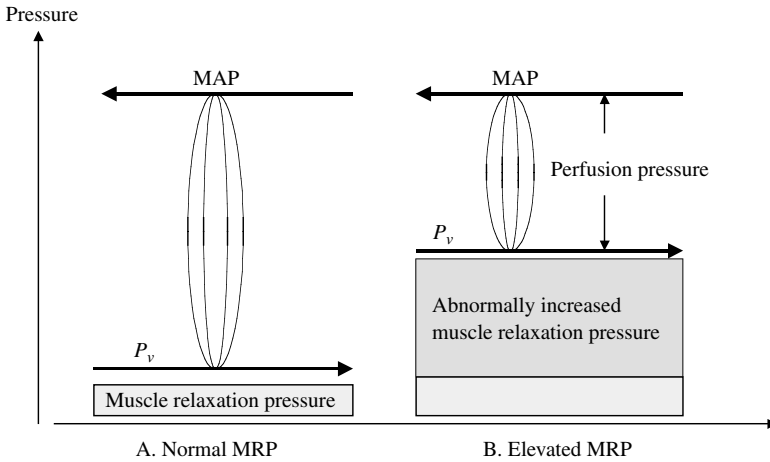 Pressure
MAP
MAP
Perfusion pressure
P_v
Abnormally increased
muscle relaxation pressure
P_v
Muscle relaxation pressure
A. Normal MRP
B. Elevated MRP